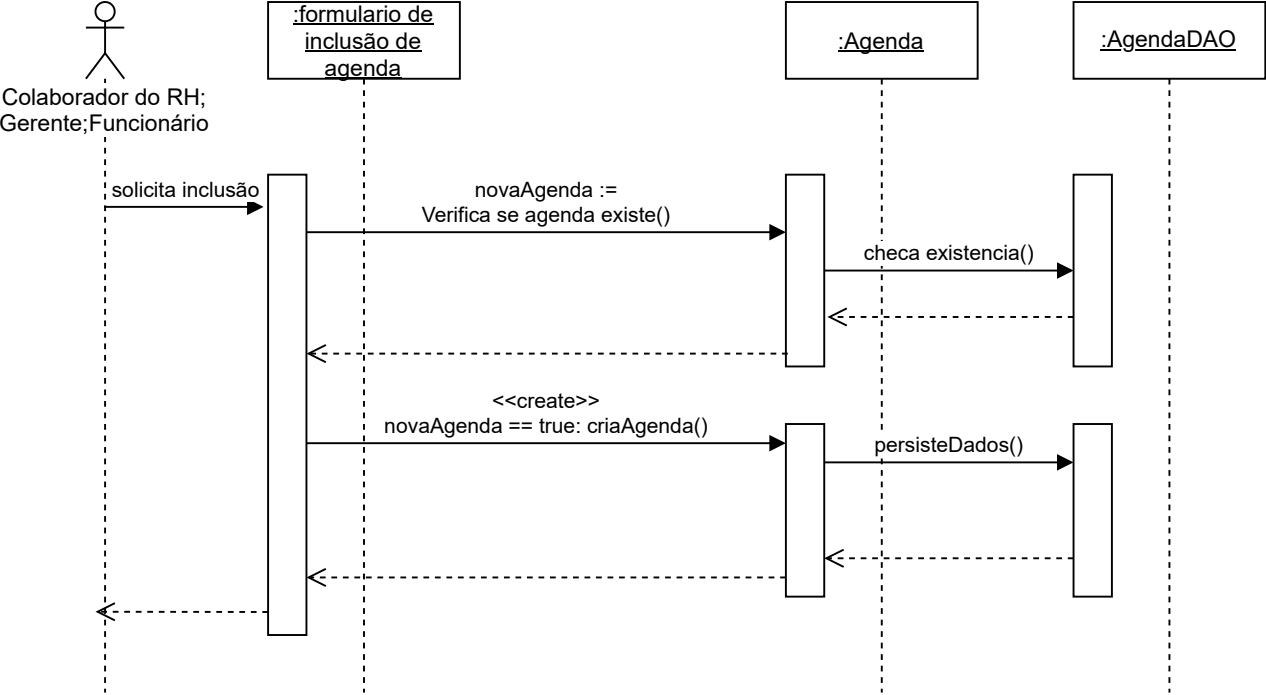 :formulario de
inclusão de
agenda
:Agenda
:AgendaDAO
Colaborador do RH;
Gerente;Funcionário
solicita inclusão
novaAgenda :=
Verifica se agenda existe()
checa existencia()
<<create>>
novaAgenda == true: criaAgenda()
persisteDados()